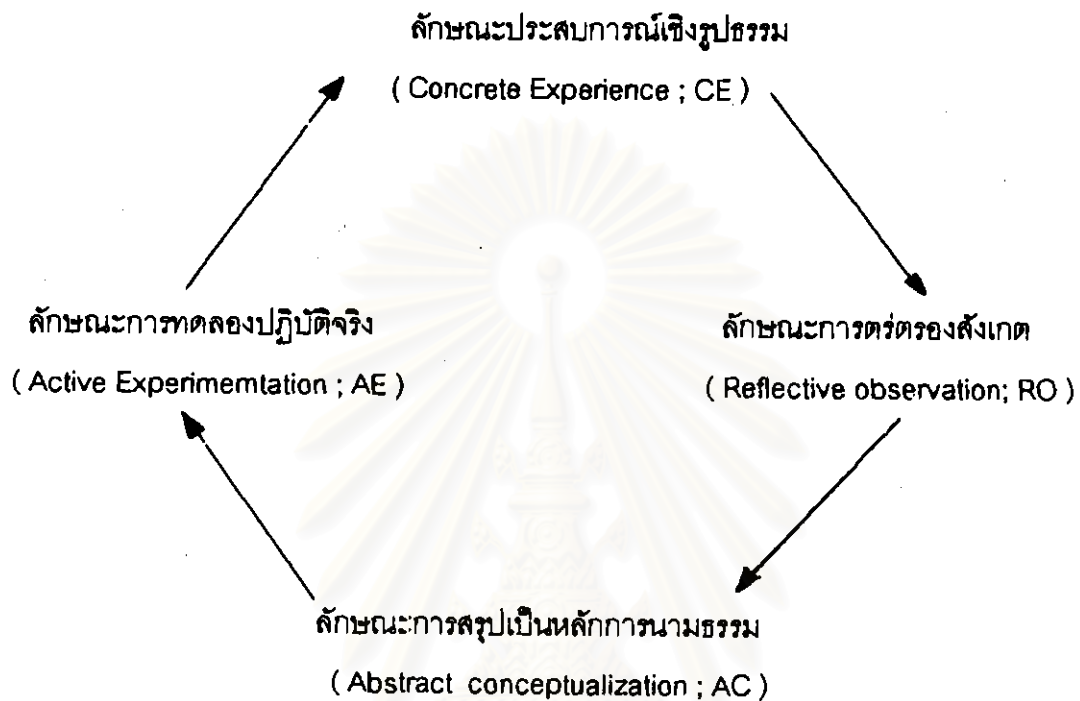 ลักษณะประสบการณ์เชิงรูปธรรม
( Concrete Experience ; CE )
ลักษณะการทดลองปฏิบัติจริง
( Active Experimemtation ; AE )
ลักษณะการตร่ตรองสังเกต
( Reflective observation; RO )
ลักษณะการสรุปเป็นหลักการนามธรรม
( Abstract conceptualization ; AC )